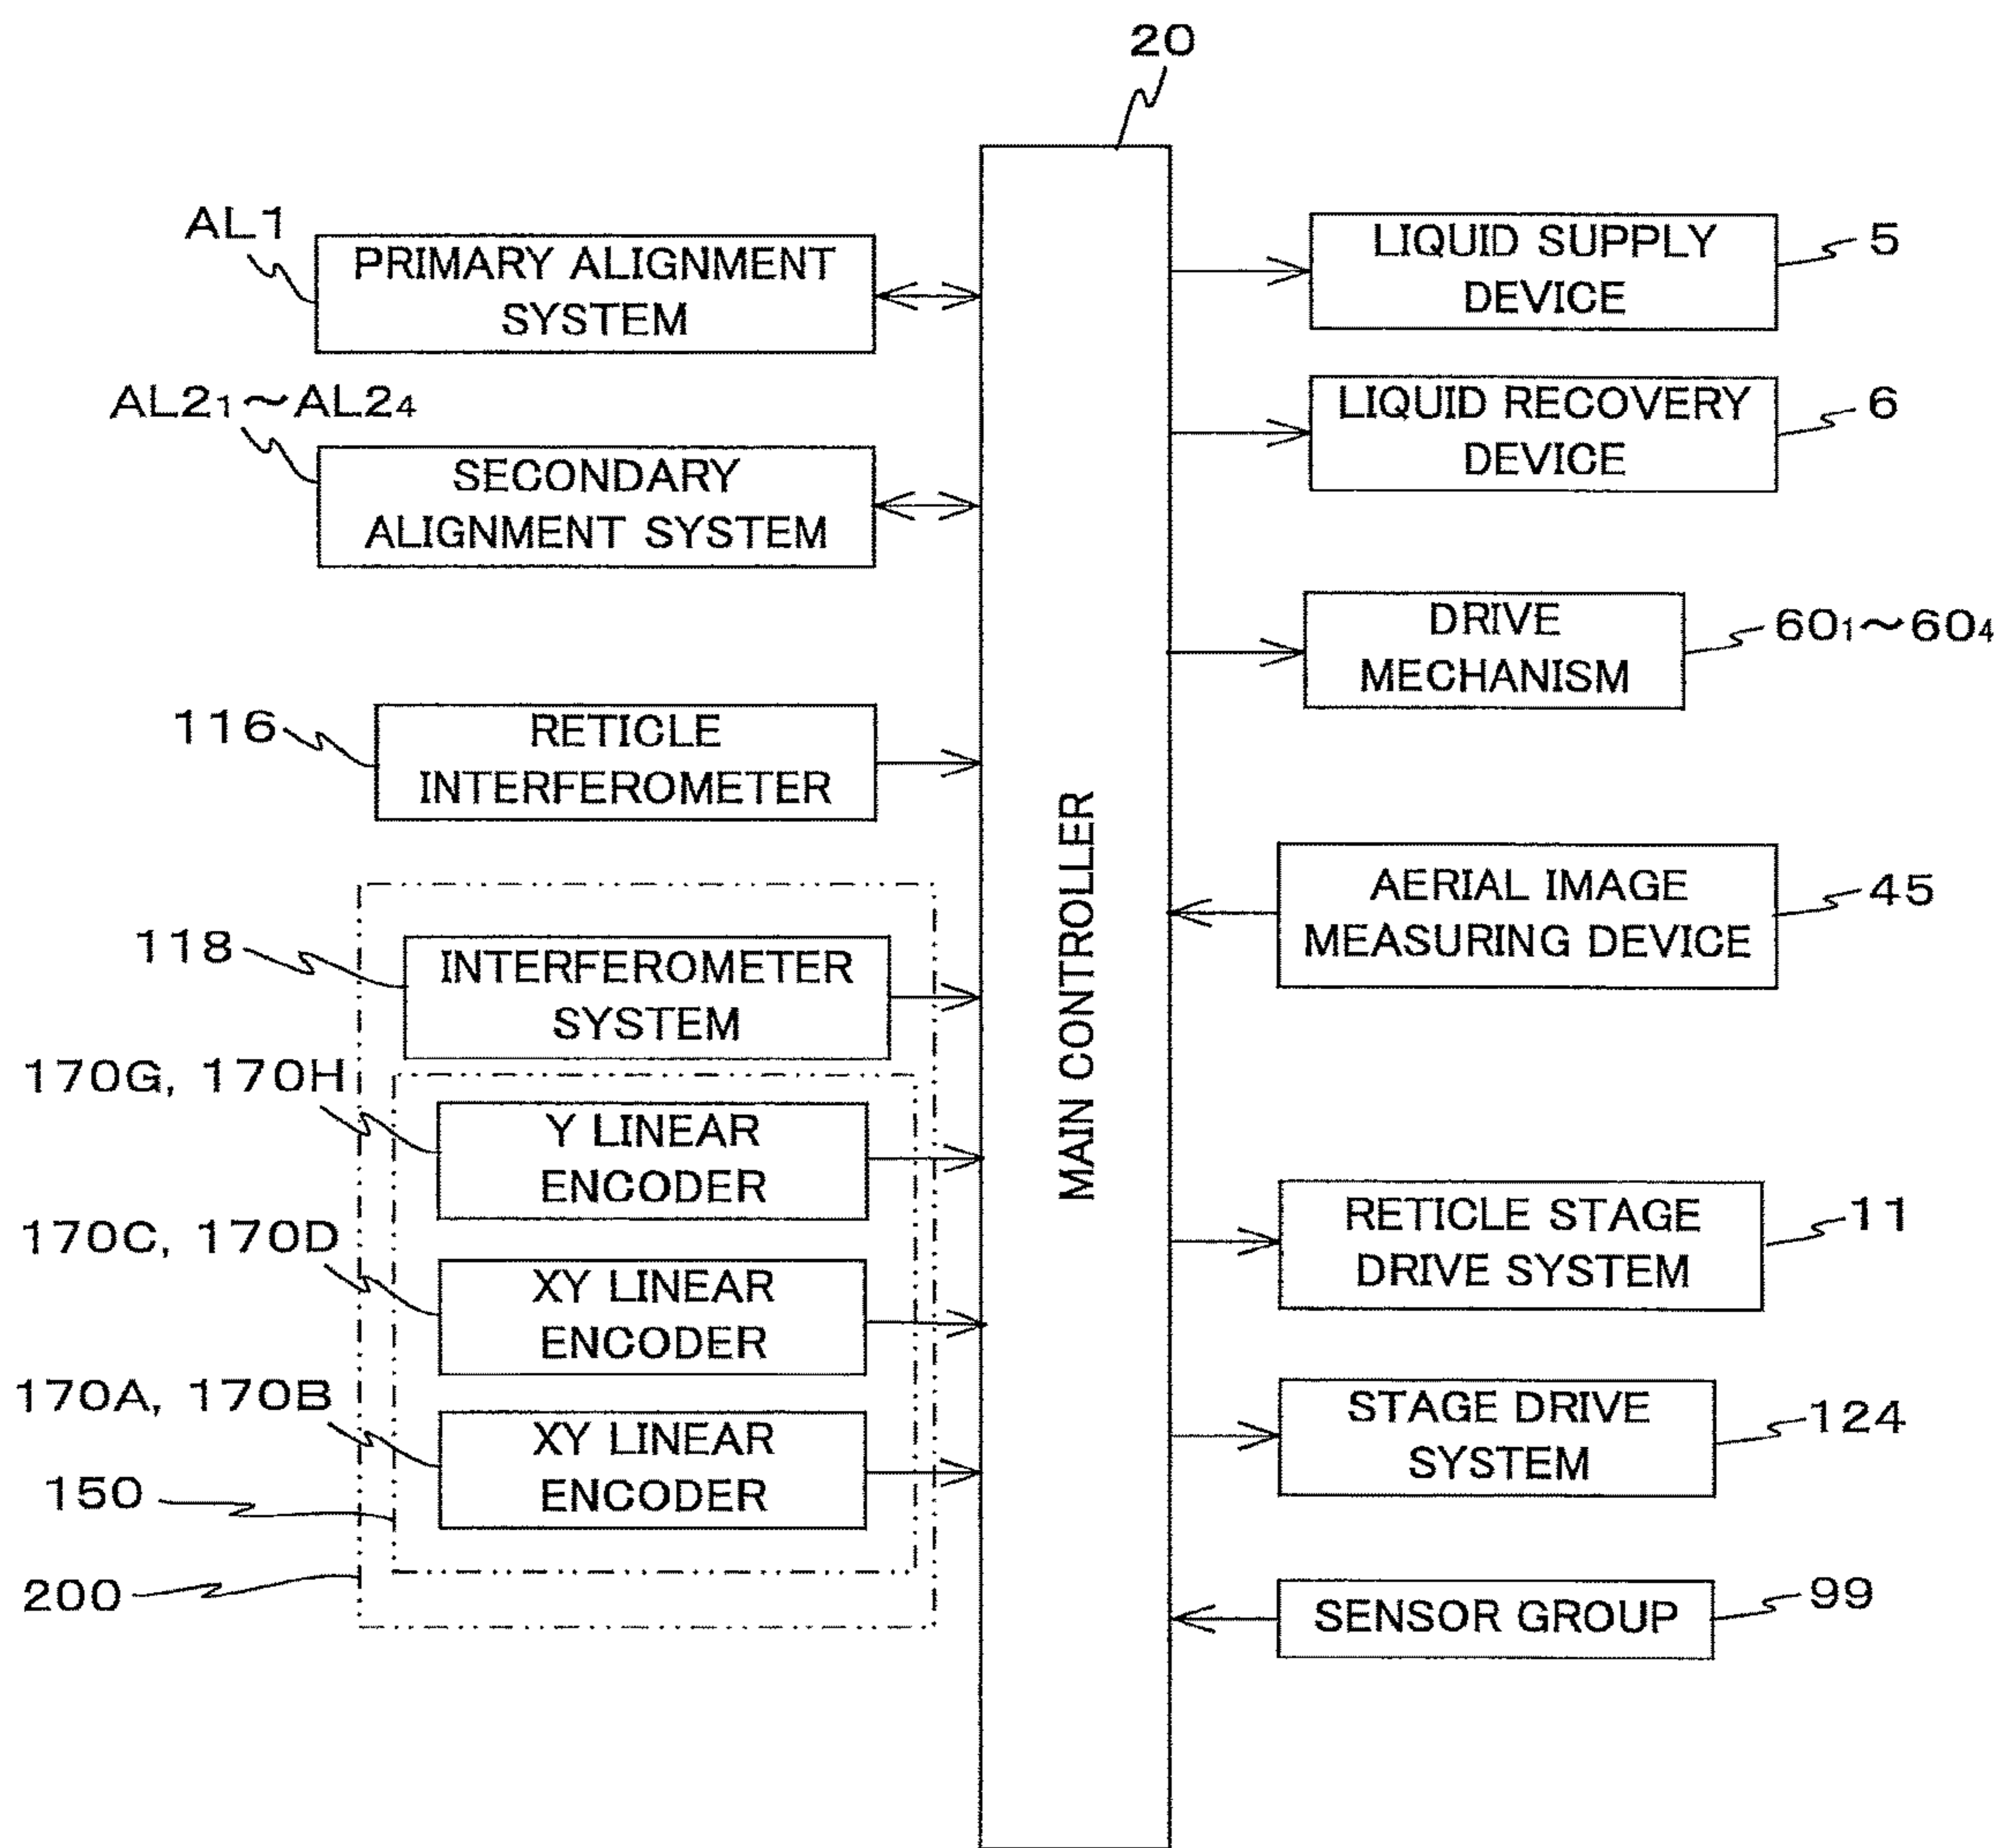 20
AL1
PRIMARY ALIGNMENT
SYSTEM
AL2₁~AL2₄
SECONDARY
ALIGNMENT SYSTEM
116
RETICLE
INTERFEROMETER
118
INTERFEROMETER
SYSTEM
170G, 170H
Y LINEAR
ENCODER
170C, 170D
XY LINEAR
ENCODER
170A, 170B
XY LINEAR
ENCODER
150
200
MAIN CONTROLLER
LIQUID SUPPLY
DEVICE
5
LIQUID RECOVERY
DEVICE
6
DRIVE
MECHANISM
60₁~60₄
AERIAL IMAGE
MEASURING DEVICE
45
RETICLE STAGE
DRIVE SYSTEM
11
STAGE DRIVE
SYSTEM
124
SENSOR GROUP
99